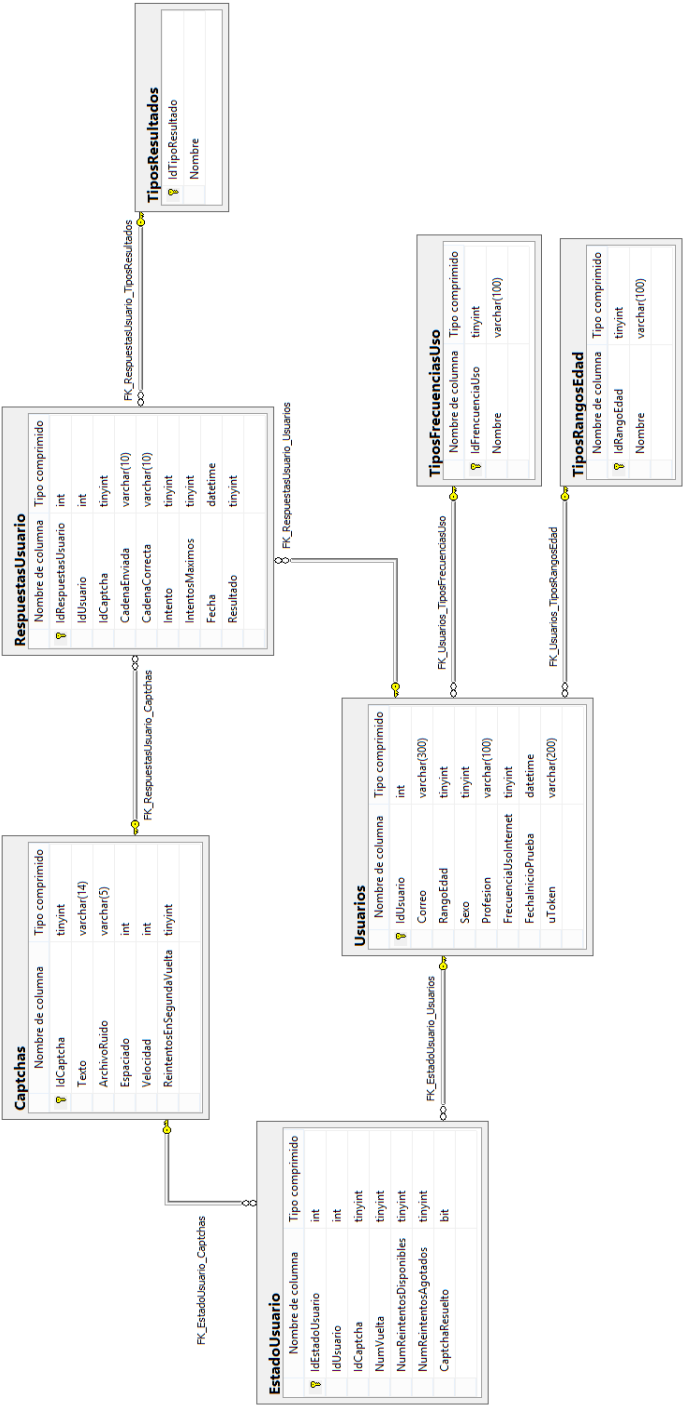 Captchas
Nombre de columna Tipo comprimido
IdCaptcha tinyint
Texto varchar(14)
ArchivoRuido varchar(5)
Espaciado int
Velocidad int
ReintentosEnSegundaVuelta tinyint
FK_RespuestasUsuario_Captchas
RespuestasUsuario
Nombre de columna Tipo comprimido
IdRespuestasUsuario int
IdUsuario int
IdCaptcha tinyint
CadenaEnviada varchar(10)
CadenaCorrecta varchar(10)
Intento tinyint
IntentosMaximos tinyint
Fecha datetime
Resultado tinyint
FK_RespuestasUsuario_TiposResultados
TiposResultados
IdTipoResultado
Nombre
FK_EstadoUsuario_Captchas
FK_RespuestasUsuario_Usuarios
EstadoUsuario
Nombre de columna Tipo comprimido
IdEstadoUsuario int
IdUsuario int
IdCaptcha tinyint
NumVuelta tinyint
NumReintentosDisponibles tinyint
NumReintentosAgotados tinyint
CaptchaResuelto bit
FK_EstadoUsuario_Usuarios
Usuarios
Nombre de columna Tipo comprimido
IdUsuario int
Correo varchar(300)
RangoEdad tinyint
Sexo tinyint
Profesion varchar(100)
FrecuenciaUsoInternet tinyint
FechaInicioPrueba datetime
uToken varchar(200)
FK_Usuarios_TiposFrecuenciasUso
TiposFrecuenciasUso
Nombre de columna Tipo comprimido
IdFrencuenciaUso tinyint
Nombre varchar(100)
FK_Usuarios_TiposRangosEdad
TiposRangosEdad
Nombre de columna Tipo comprimido
IdRangoEdad tinyint
Nombre varchar(100)